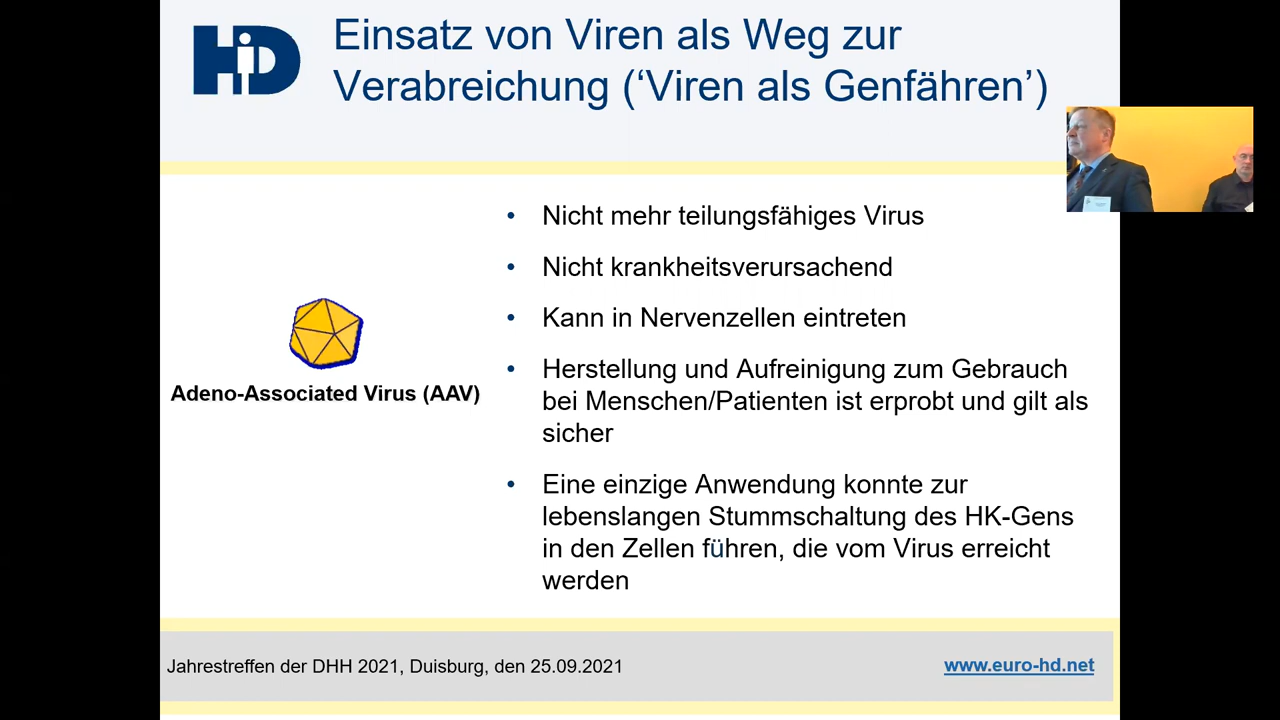 HD
Einsatz von Viren als Weg zur
Verabreichung (‘Viren als Genfähren’)
• Nicht mehr teilungsfähiges Virus
• Nicht krankheitsverursachend
• Kann in Nervenzellen eintreten
• Herstellung und Aufreinigung zum Gebrauch
bei Menschen/Patienten ist erprobt und gilt als
sicher
• Eine einzige Anwendung konnte zur
lebenslangen Stummschaltung des HK-Gens
in den Zellen führen, die vom Virus erreicht
werden
Adeno-Associated Virus (AAV)
Jahrestreffen der DHH 2021, Duisburg, den 25.09.2021
www.euro-hd.net